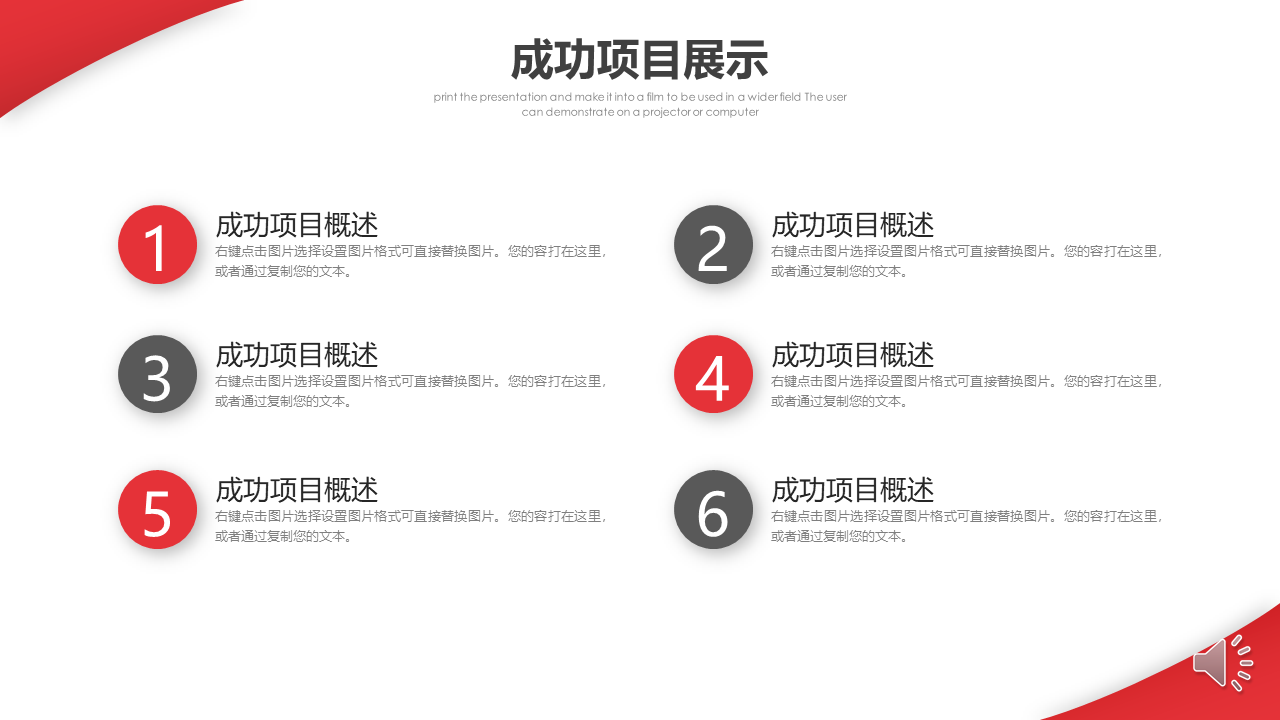 成功项目展示
print the presentation and make it into a film to be used in a wider field The user
can demonstrate on a projector or computer
1
成功项目概述
右键点击图片选择设置图片格式可直接替换图片。您的容打在这里,
或者通过复制您的文本。
2
成功项目概述
右键点击图片选择设置图片格式可直接替换图片。您的容打在这里,
或者通过复制您的文本。
3
成功项目概述
右键点击图片选择设置图片格式可直接替换图片。您的容打在这里,
或者通过复制您的文本。
4
成功项目概述
右键点击图片选择设置图片格式可直接替换图片。您的容打在这里,
或者通过复制您的文本。
5
成功项目概述
右键点击图片选择设置图片格式可直接替换图片。您的容打在这里,
或者通过复制您的文本。
6
成功项目概述
右键点击图片选择设置图片格式可直接替换图片。您的容打在这里,
或者通过复制您的文本。